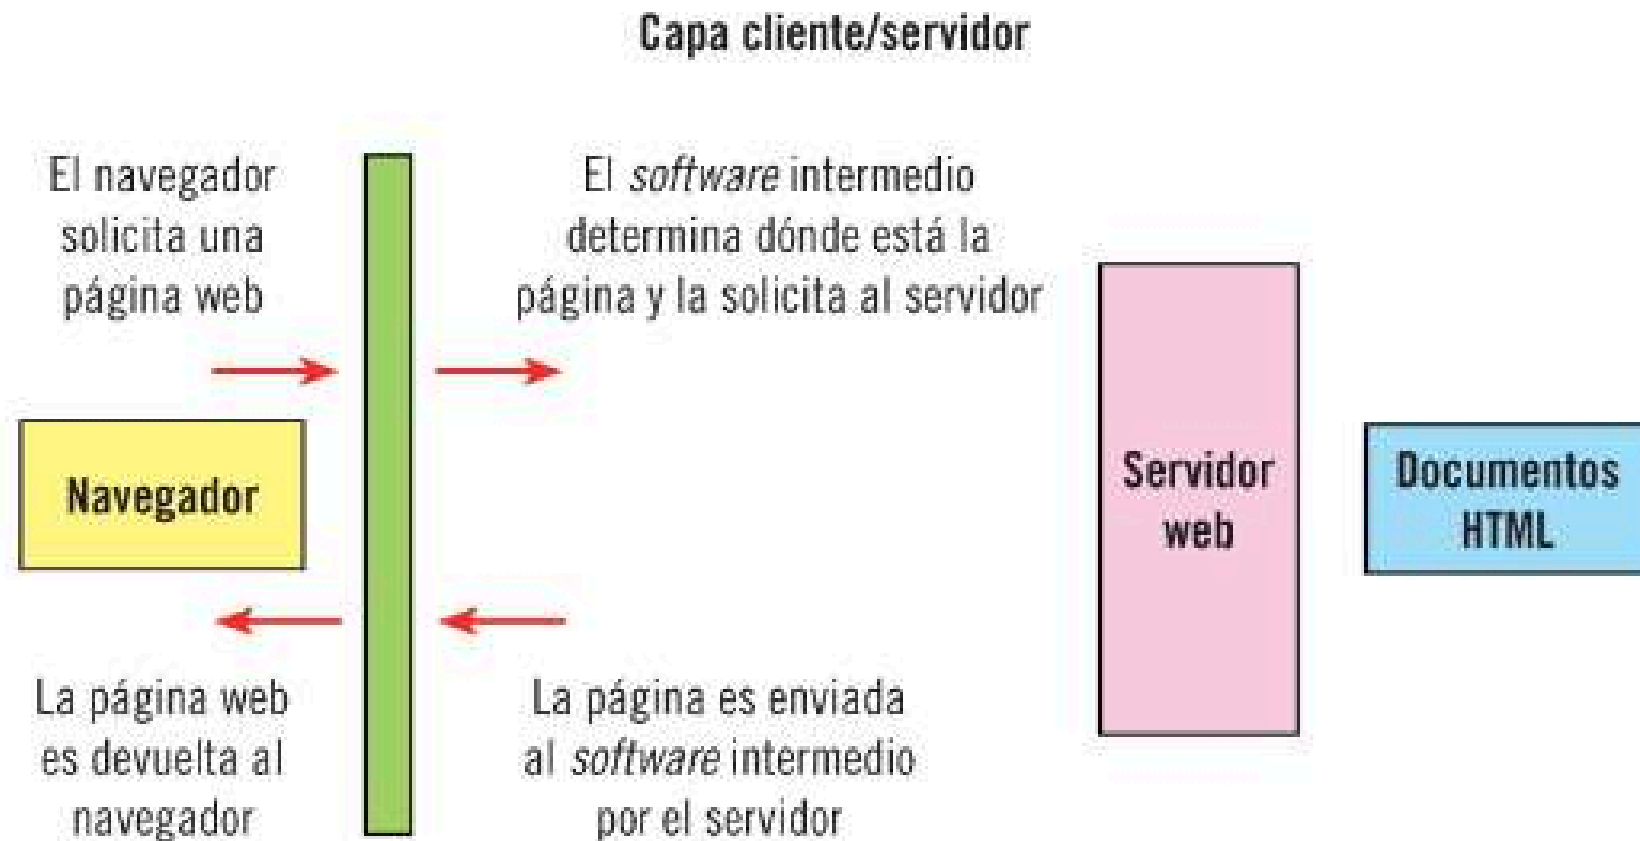 Capa cliente/servidor
El navegador
solicita una
página web
El software intermedio
determina dónde está la
página y la solicita al servidor
Navegador
Servidor
web
Documentos
HTML
La página web
es devuelta al
navegador
La página es enviada
al software intermedio
por el servidor